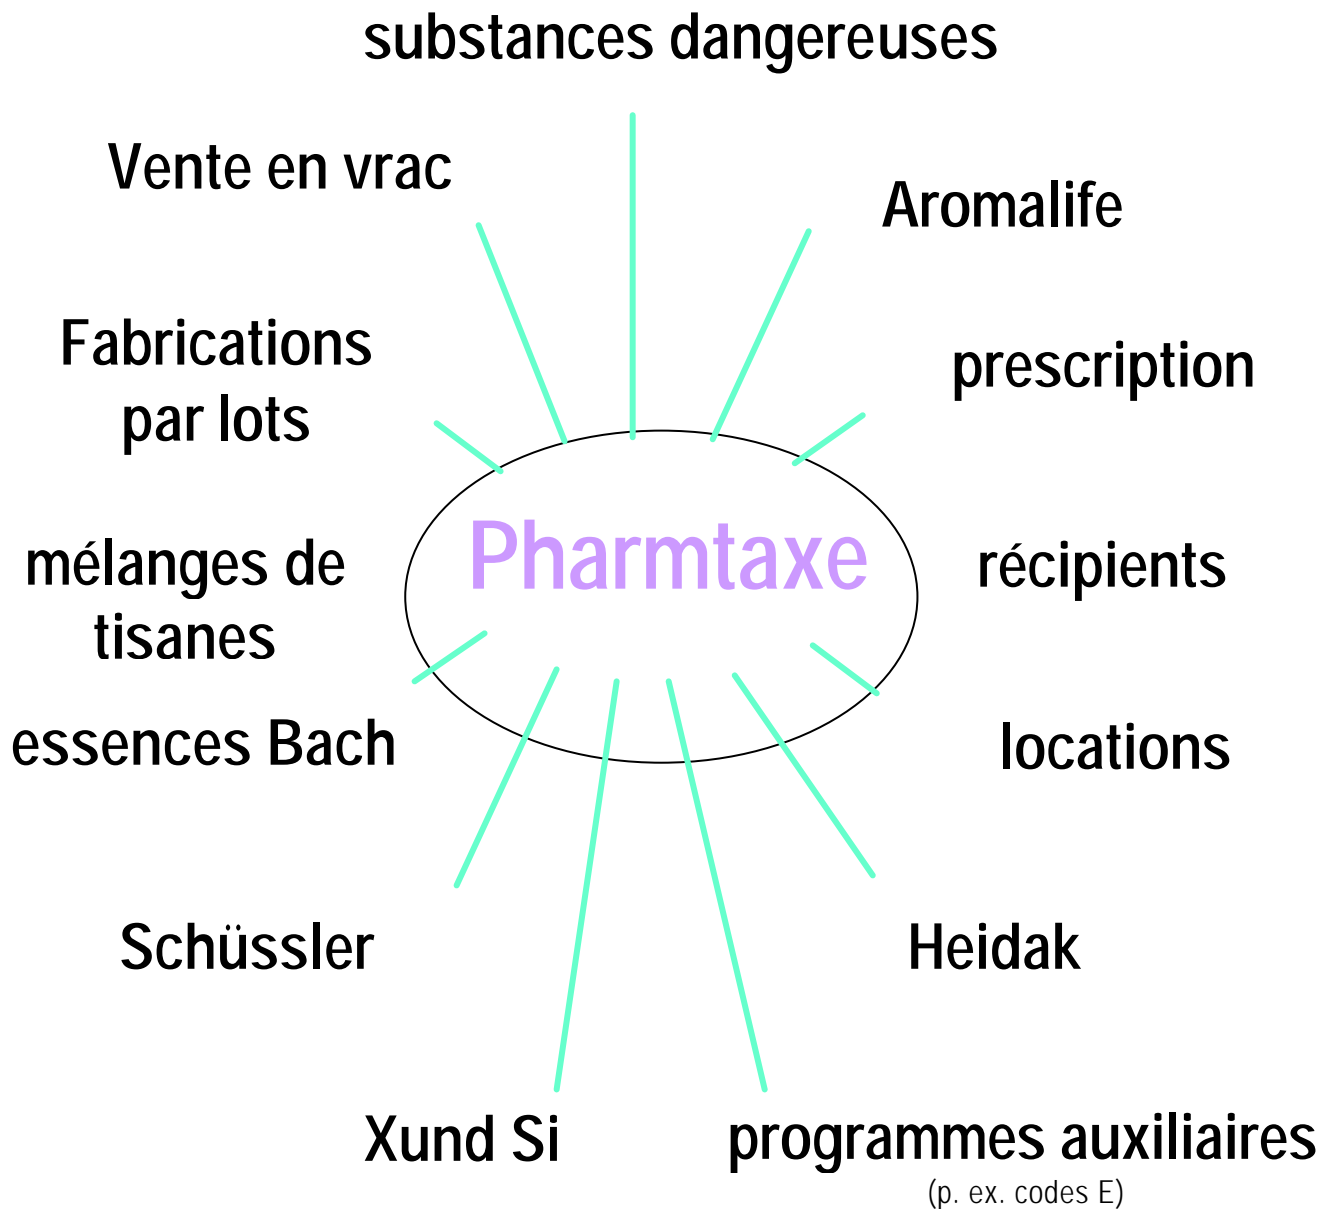 substances dangereuses
Vente en vrac
Aromalife
Fabrications
par lots
prescription
Pharmtaxe
mélanges de
tisanes
récipients
essences Bach
locations
Schüssler
Heidak
Xund Si
programmes auxiliaires
(p. ex. codes E)